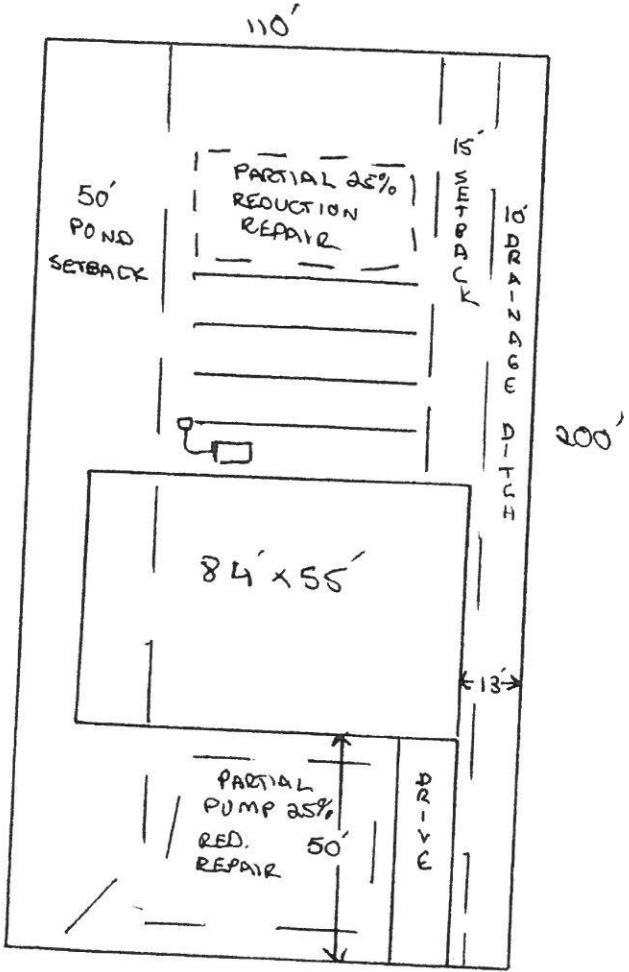 110'
PARTIAL 25%
REDUCTION
REPAIR
50'
POND
SETBACK
15'
SETBACK
10' DRAINAGE DITCH
200'
84' x 55'
13'
PARTIAL
PUMP 25%
RED.
REPAIR
50'
DRIVE